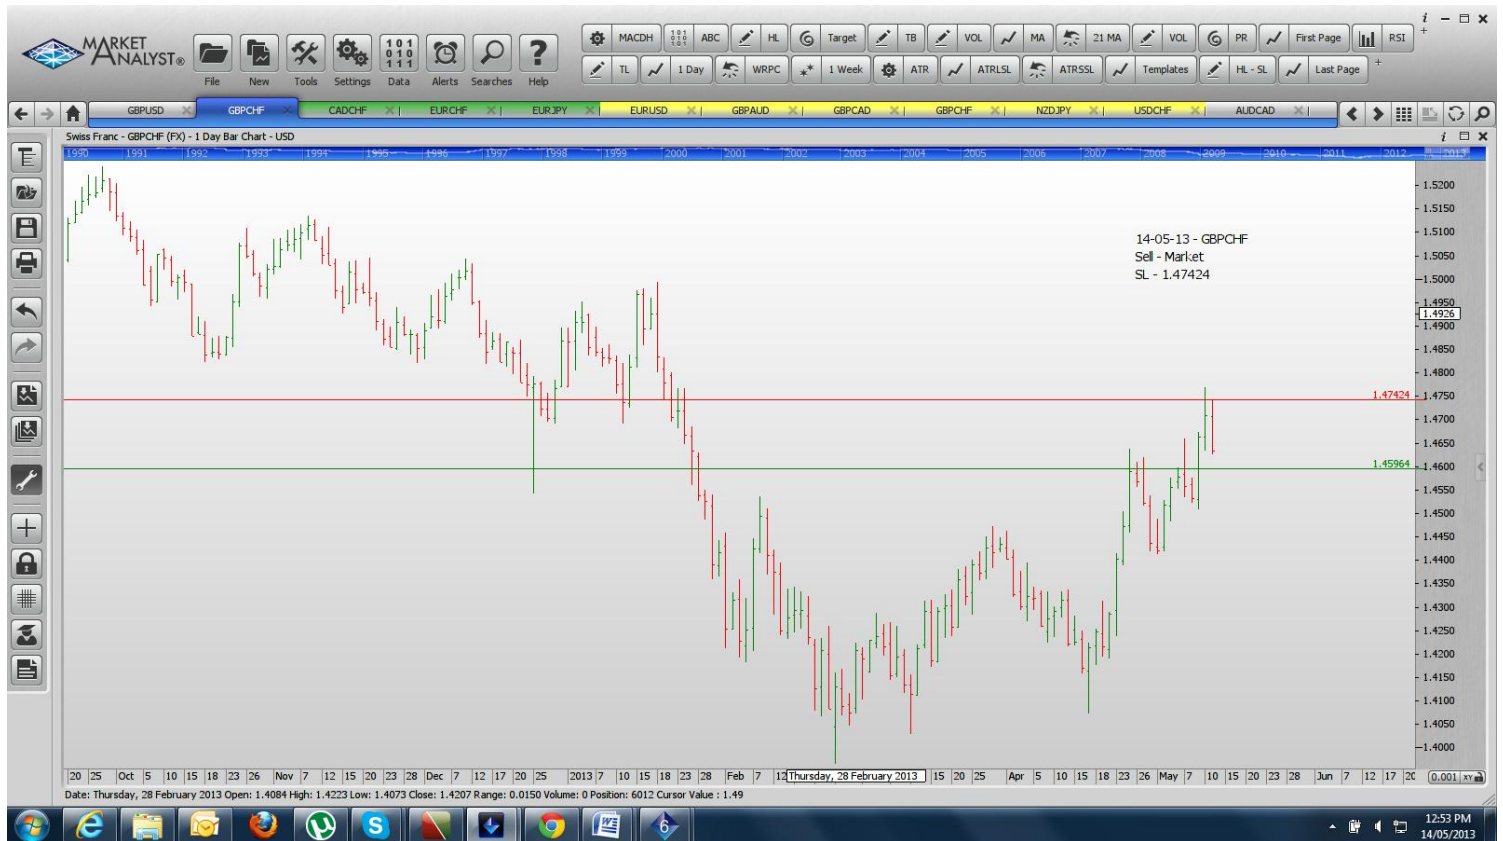 MARKET
ANALYST®
File
New
Tools
Settings
Data
Alerts
Searches
Help
MACDH
ABC
HL
Target
TB
VOL
MA
21 MA
VOL
PR
First Page
RSI
TL
1 Day
WRPC
1 Week
ATR
ATRLSL
ATRSSL
Templates
HL - SL
Last Page
GBPUSD
GBPCHF
CADCHF
EURCHF
EURJPY
EURUSD
GBPAUD
GBPCAD
GBPCHF
NZDJPY
USDCHF
AUDCAD
Swiss Franc - GBPCHF (FX) - 1 Day Bar Chart - USD
1990 1991 1992 1993 1994 1995 1996 1997 1998 1999 2000 2001 2002 2003 2004 2005 2006 2007 2008 2009 2010 2011 2012 2013
14-05-13 - GBPCHF
Sell - Market
SL - 1.47424
1.5200
1.5150
1.5100
1.5050
1.5000
1.4950
1.4926
1.4900
1.4850
1.4800
1.47424
1.4750
1.4700
1.4650
1.45964
1.4600
1.4550
1.4500
1.4450
1.4400
1.4350
1.4300
1.4250
1.4200
1.4150
1.4100
1.4050
1.4000
20 25 Oct 5 10 15 18 23 26 Nov 7 12 15 20 23 28 Dec 7 12 17 20 25 2013 7 10 15 18 23 28 Feb 7 12 Thursday, 28 February 2013 15 20 25 Apr 5 10 15 18 23 26 May 7 10 15 20 23 28 Jun 7 12 17 20 0.001 XY
Date: Thursday, 28 February 2013 Open: 1.4084 High: 1.4223 Low: 1.4073 Close: 1.4207 Range: 0.0150 Volume: 0 Position: 6012 Cursor Value : 1.49
12:53 PM
14/05/2013